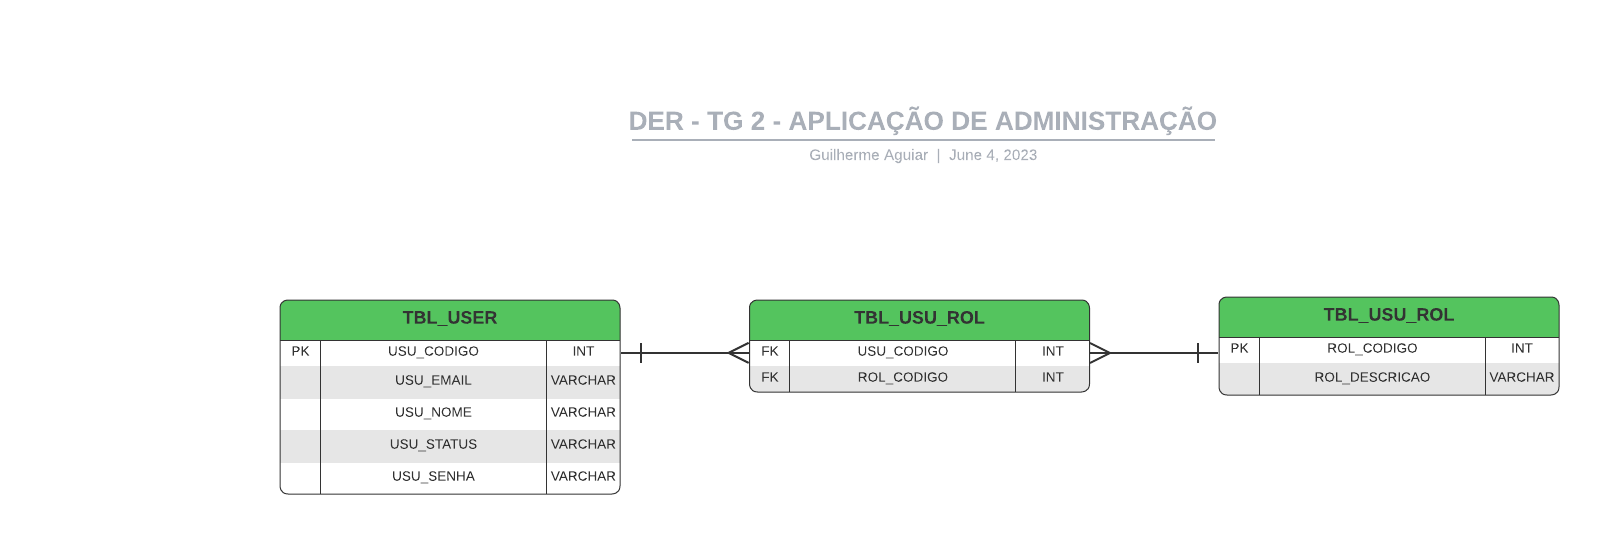 DER - TG 2 - APLICAÇÃO DE ADMINISTRAÇÃO
Guilherme Aguiar | June 4, 2023
TBL_USER
PK USU_CODIGO INT
USU_EMAIL VARCHAR
USU_NOME VARCHAR
USU_STATUS VARCHAR
USU_SENHA VARCHAR
TBL_USU_ROL
FK USU_CODIGO INT
FK ROL_CODIGO INT
TBL_USU_ROL
PK ROL_CODIGO INT
ROL_DESCRICAO VARCHAR